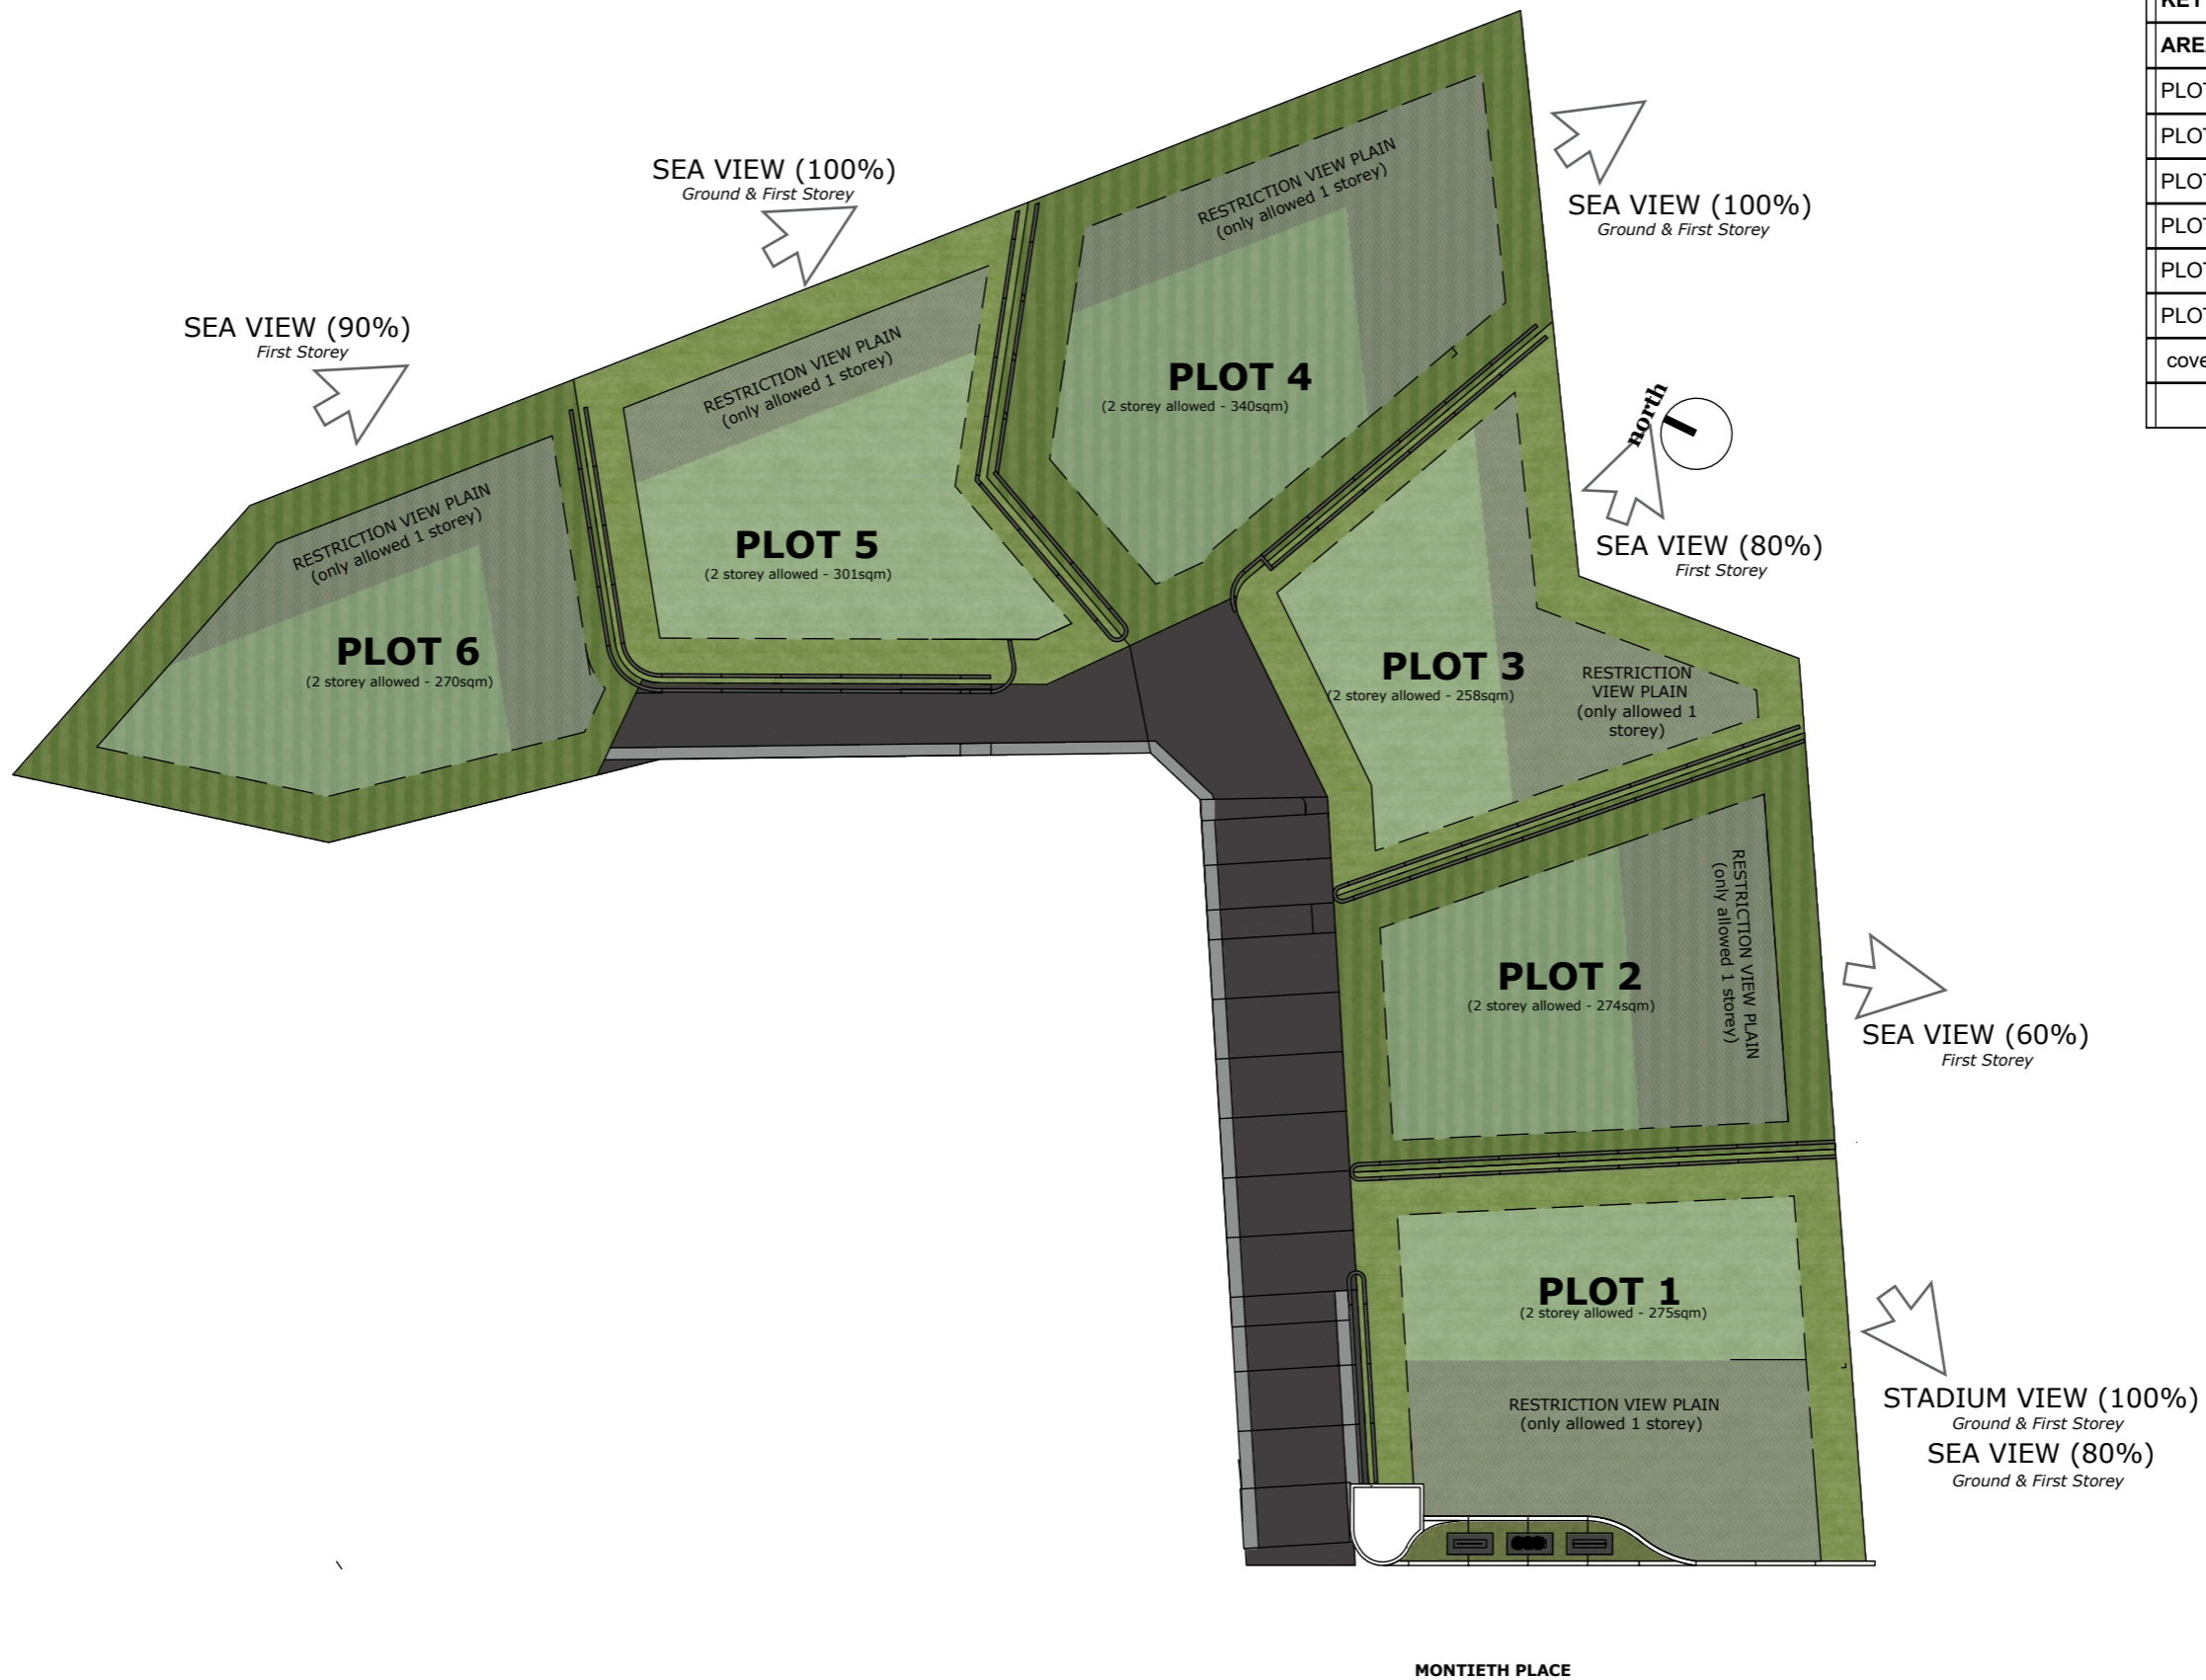 KEY
SEA VIEW (100%)
Ground & First Storey
SEA VIEW (100%)
Ground & First Storey
SEA VIEW (90%)
First Storey
RESTRICTION VIEW PLAIN
(only allowed 1 storey)
PLOT 4
(2 storey allowed - 340sqm)
north
RESTRICTION VIEW PLAIN
(only allowed 1 storey)
PLOT 5
(2 storey allowed - 301sqm)
SEA VIEW (80%)
First Storey
RESTRICTION VIEW PLAIN
(only allowed 1 storey)
PLOT 6
(2 storey allowed - 270sqm)
PLOT 3
(2 storey allowed - 258sqm)
RESTRICTION
VIEW PLAIN
(only allowed 1
storey)
RESTRICTION VIEW PLAIN
(only allowed 1 storey)
PLOT 2
(2 storey allowed - 274sqm)
SEA VIEW (60%)
First Storey
PLOT 1
(2 storey allowed - 275sqm)
RESTRICTION VIEW PLAIN
(only allowed 1 storey)
STADIUM VIEW (100%)
Ground & First Storey
SEA VIEW (80%)
Ground & First Storey
MONTIETH PLACE